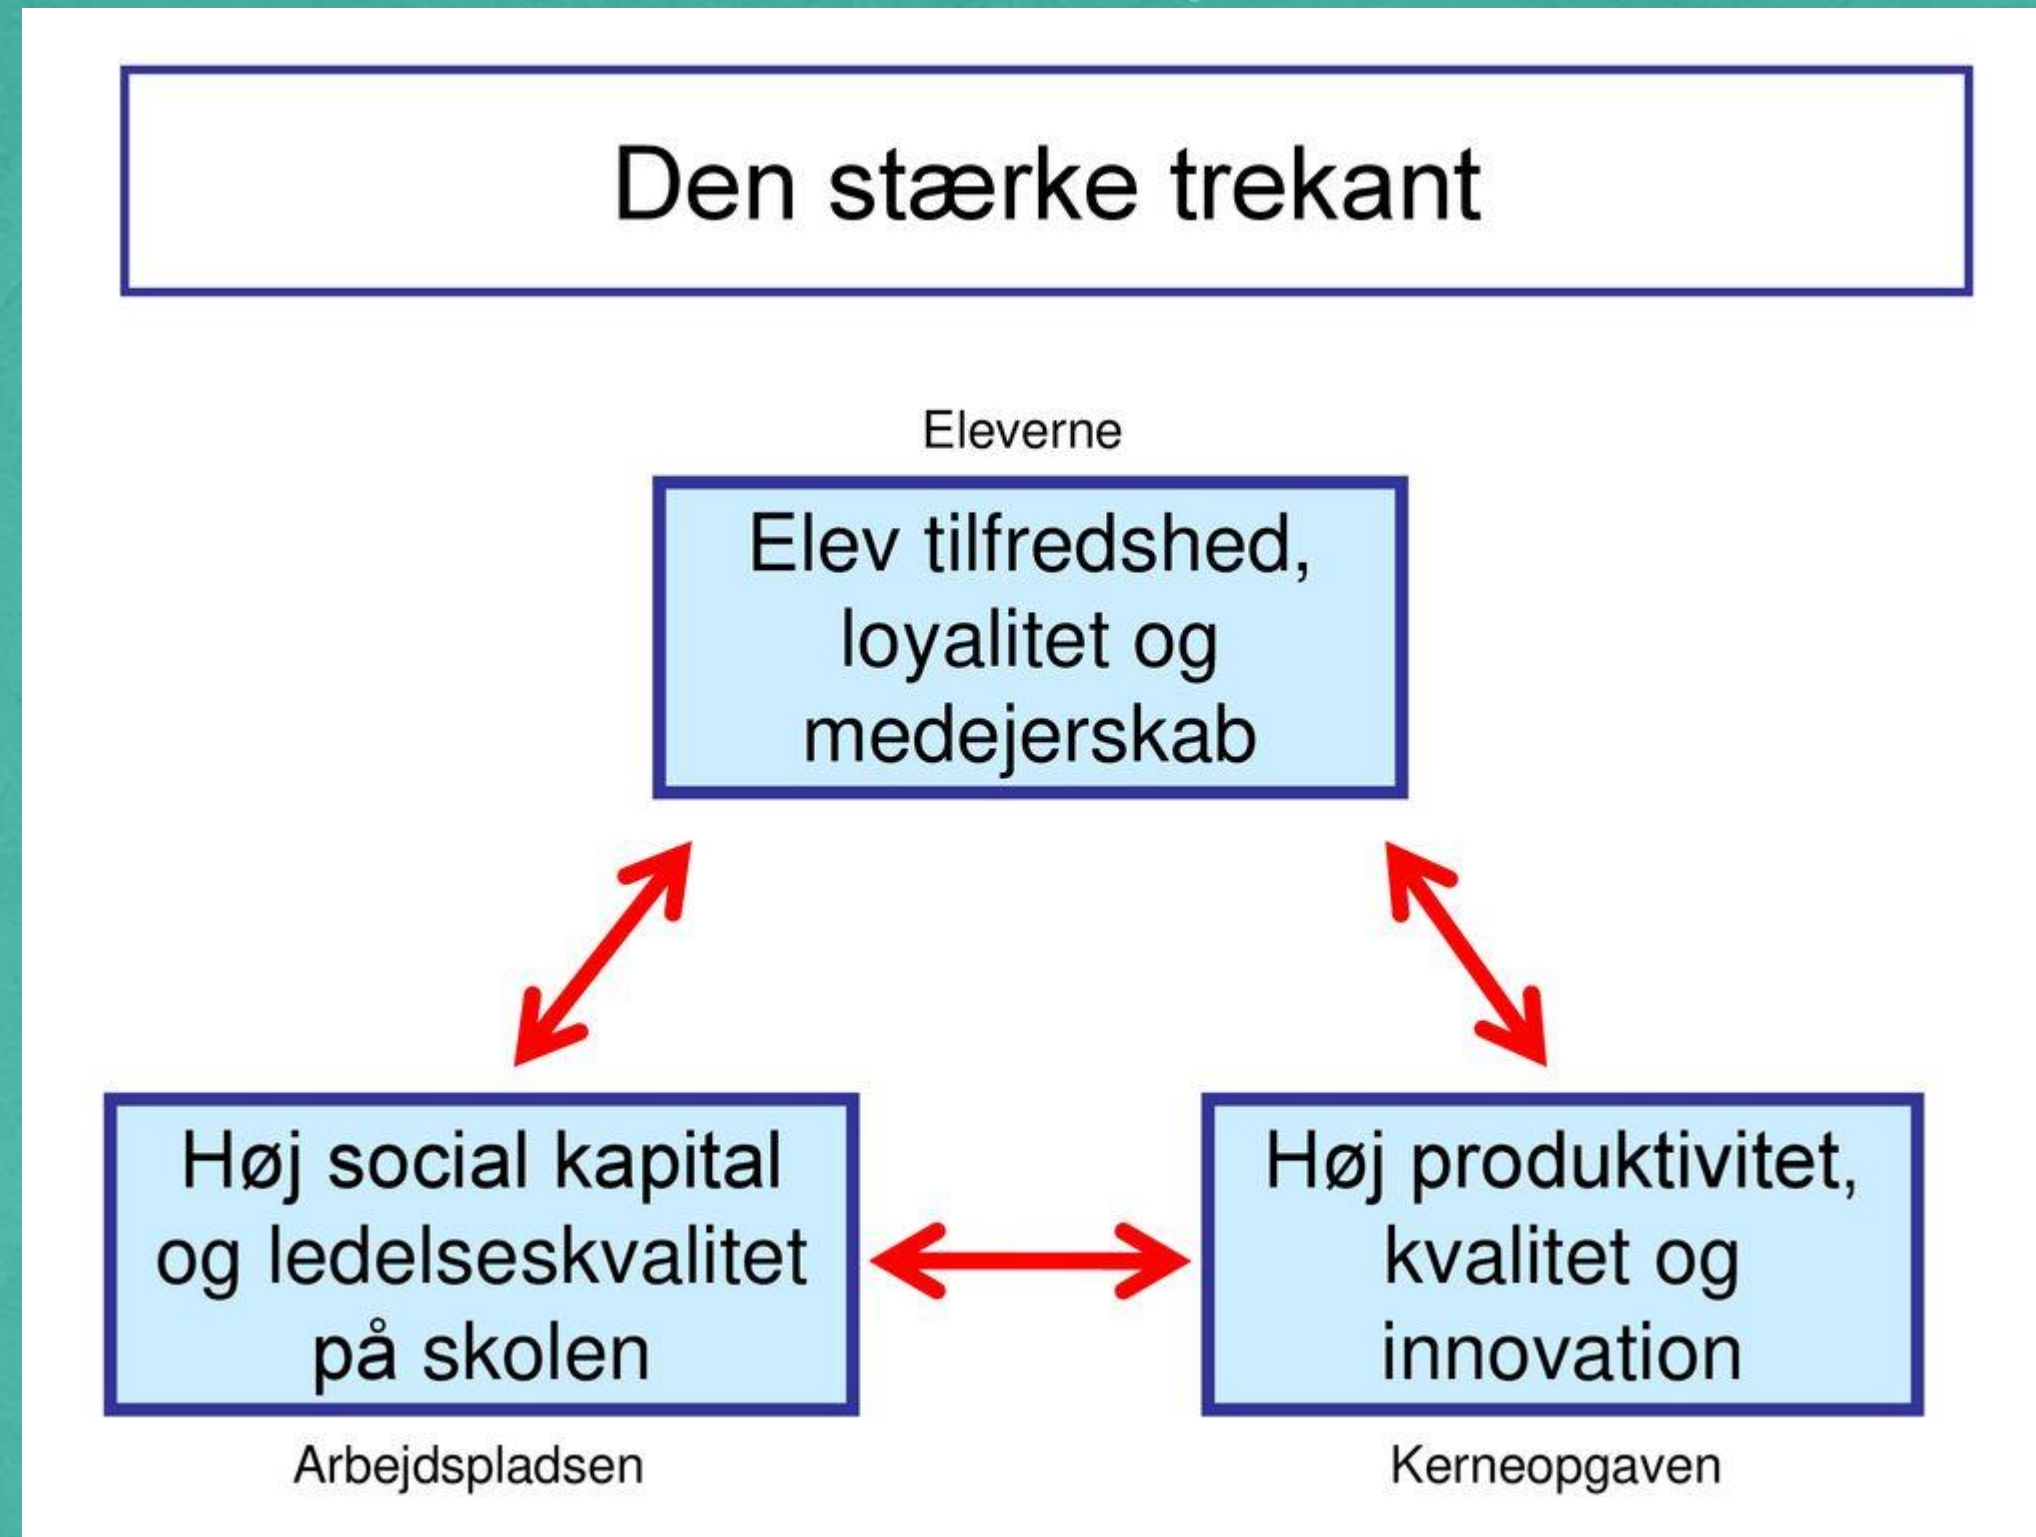 Den stærke trekant
Eleverne
Elev tilfredshed,
loyalitet og
medejerskab
Høj social kapital
og ledelseskvalitet
på skolen
Høj produktivitet,
kvalitet og
innovation
Arbejdspladsen
Kerneopgaven